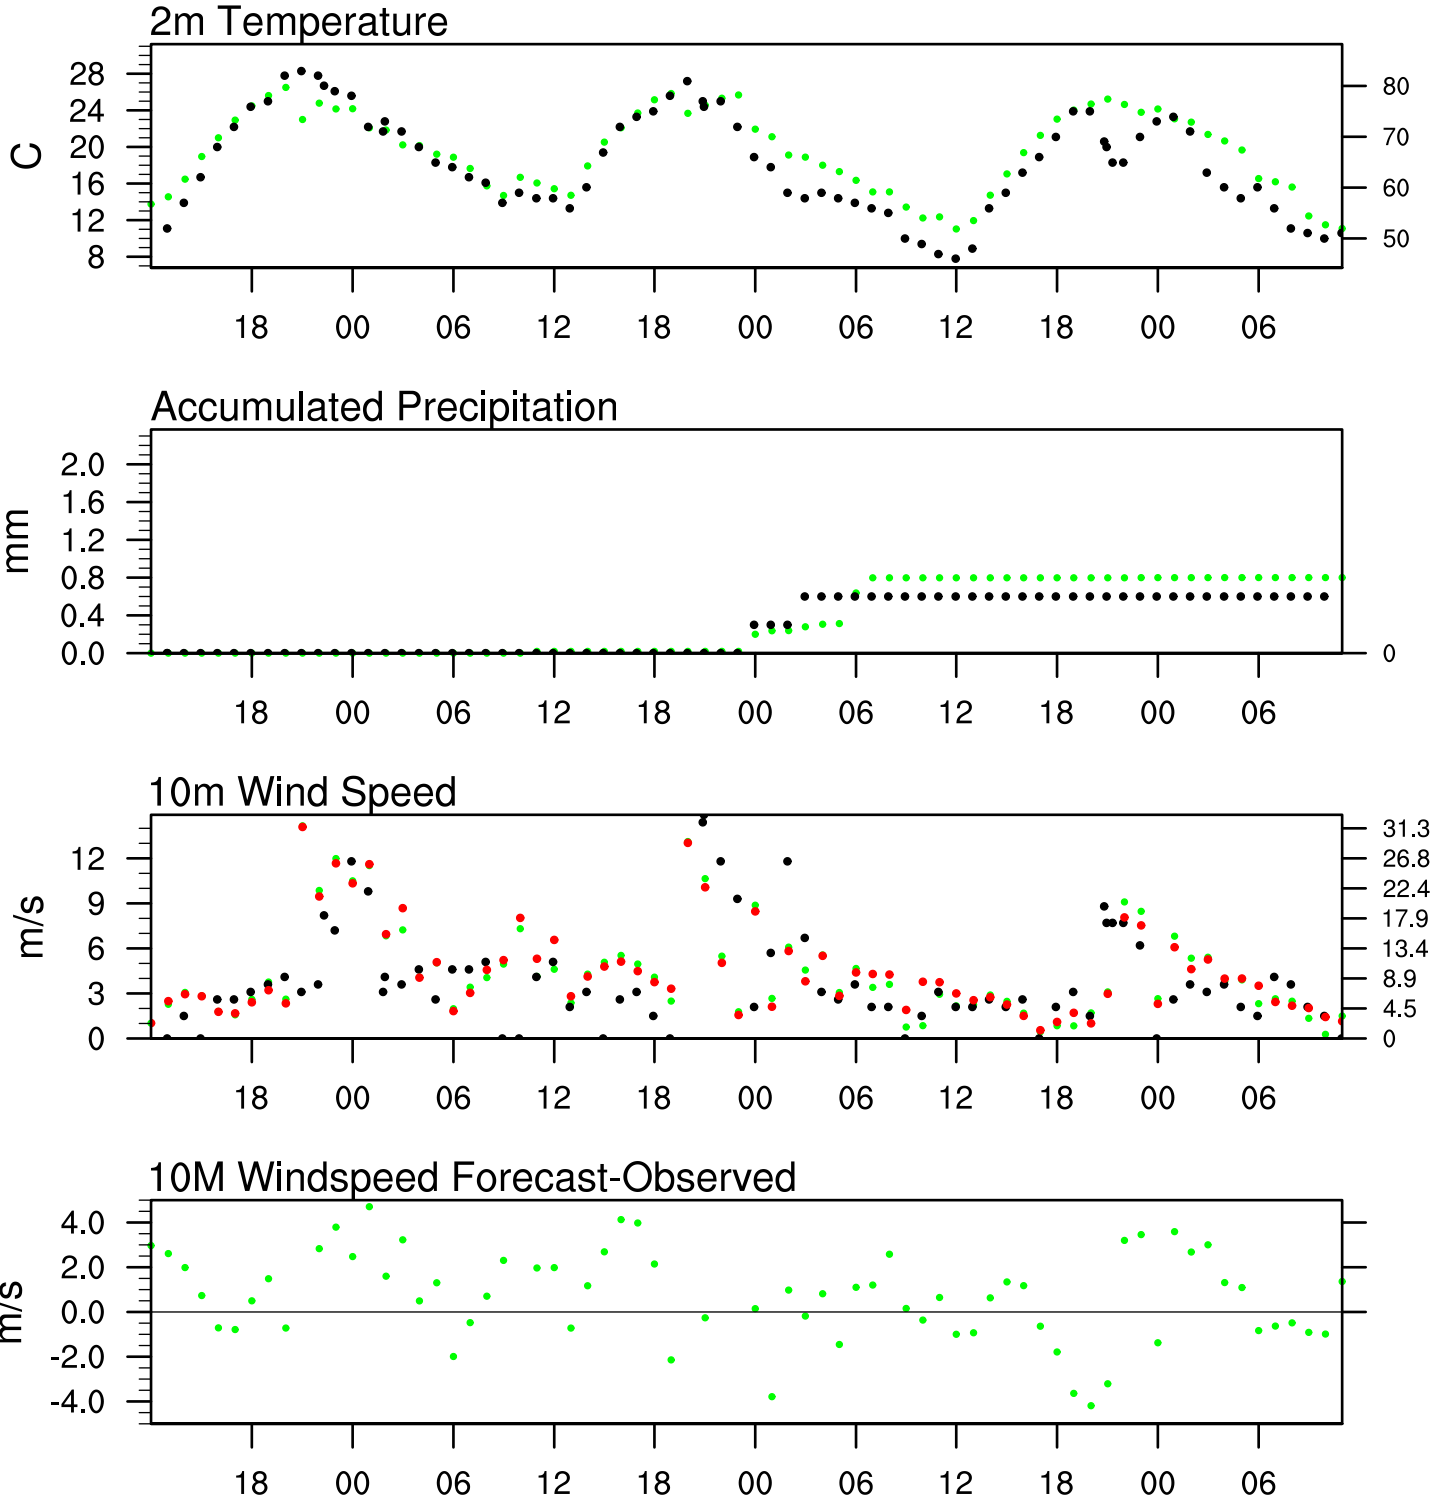 2m Temperature
28
24
20
16
12
8
C
80
70
60
50
18 00 06 12 18 00 06 12 18 00 06
Accumulated Precipitation
2.0
1.6
1.2
0.8
0.4
0.0
mm
0
18 00 06 12 18 00 06 12 18 00 06
10m Wind Speed
12
9
6
3
0
m/s
31.3
26.8
22.4
17.9
13.4
8.9
4.5
0
18 00 06 12 18 00 06 12 18 00 06
10M Windspeed Forecast-Observed
4.0
2.0
0.0
-2.0
-4.0
m/s
18 00 06 12 18 00 06 12 18 00 06